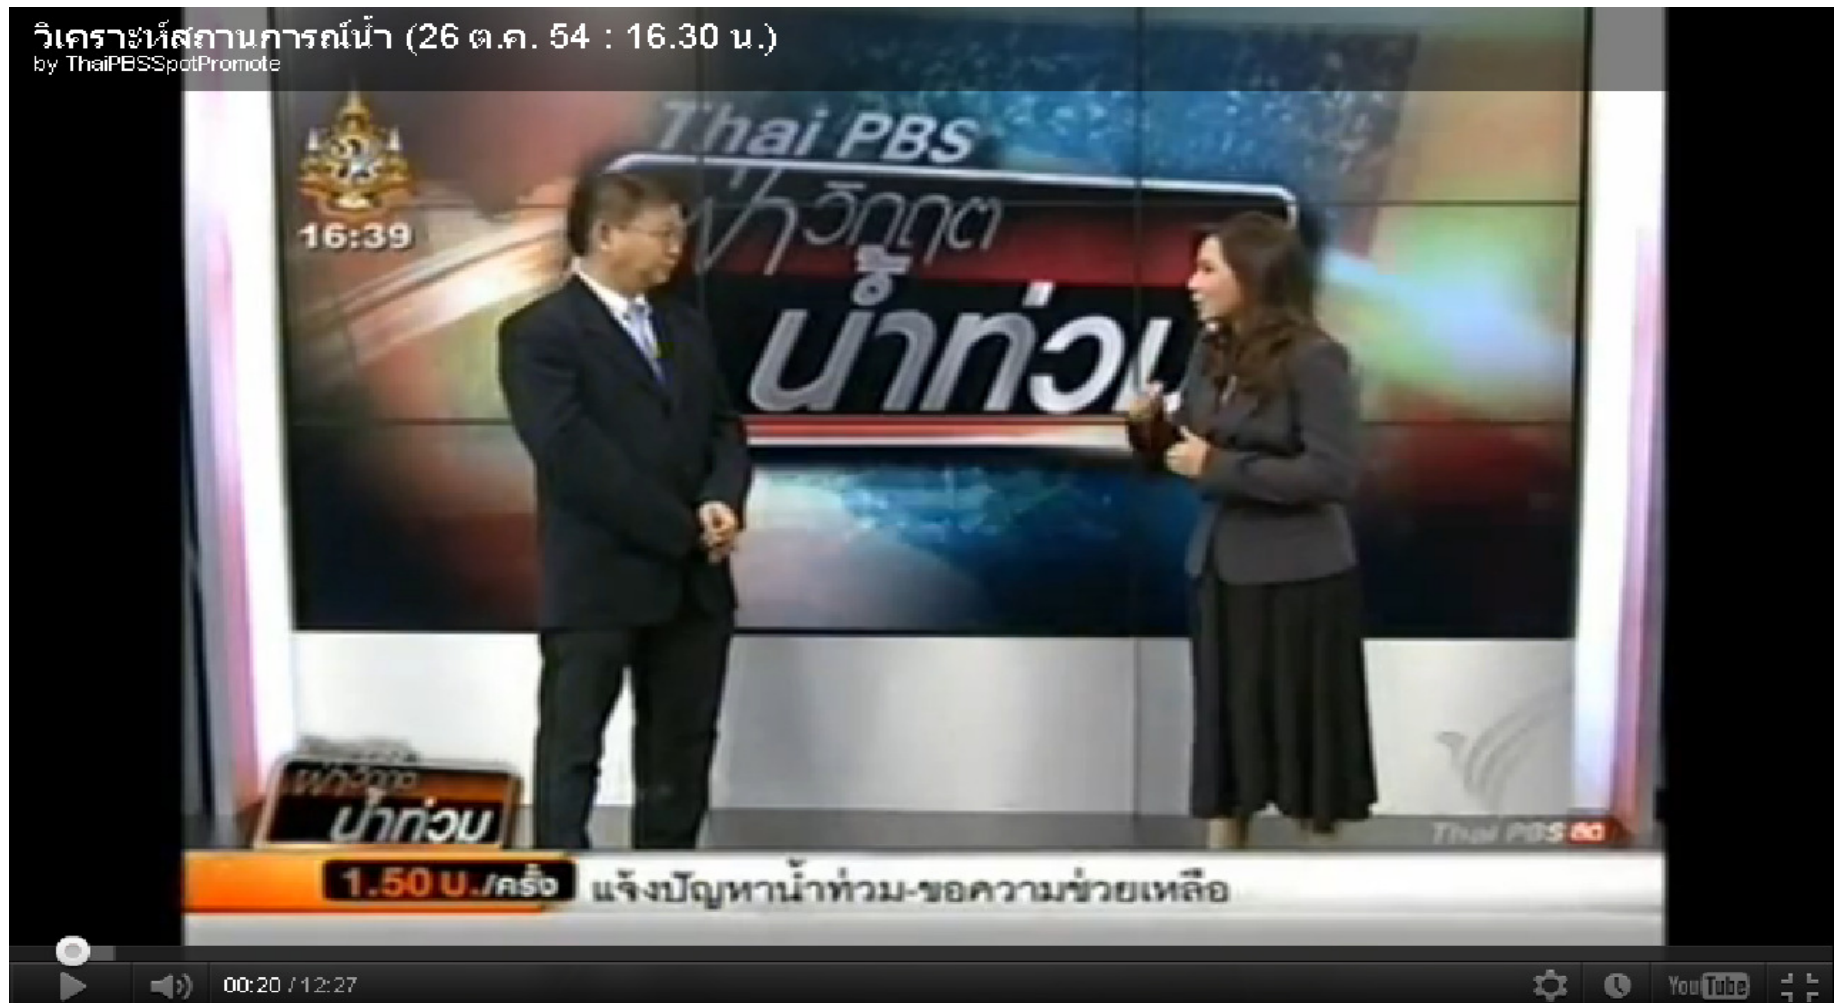 วิเคราะห์สถานการณ์น้ำ (26 ต.ค. 54 : 16.30 น.)
by ThaiPBSSpotPromote
16:39
Thai PBS
ฝ่าวิกฤต
น้ำท่วม
ฝ่าวิกฤต
น้ำท่วม
Thai PBS สด
1.50 บ./ครั้ง แจ้งปัญหาน้ำท่วม-ขอความช่วยเหลือ
00:20 / 12:27
YouTube